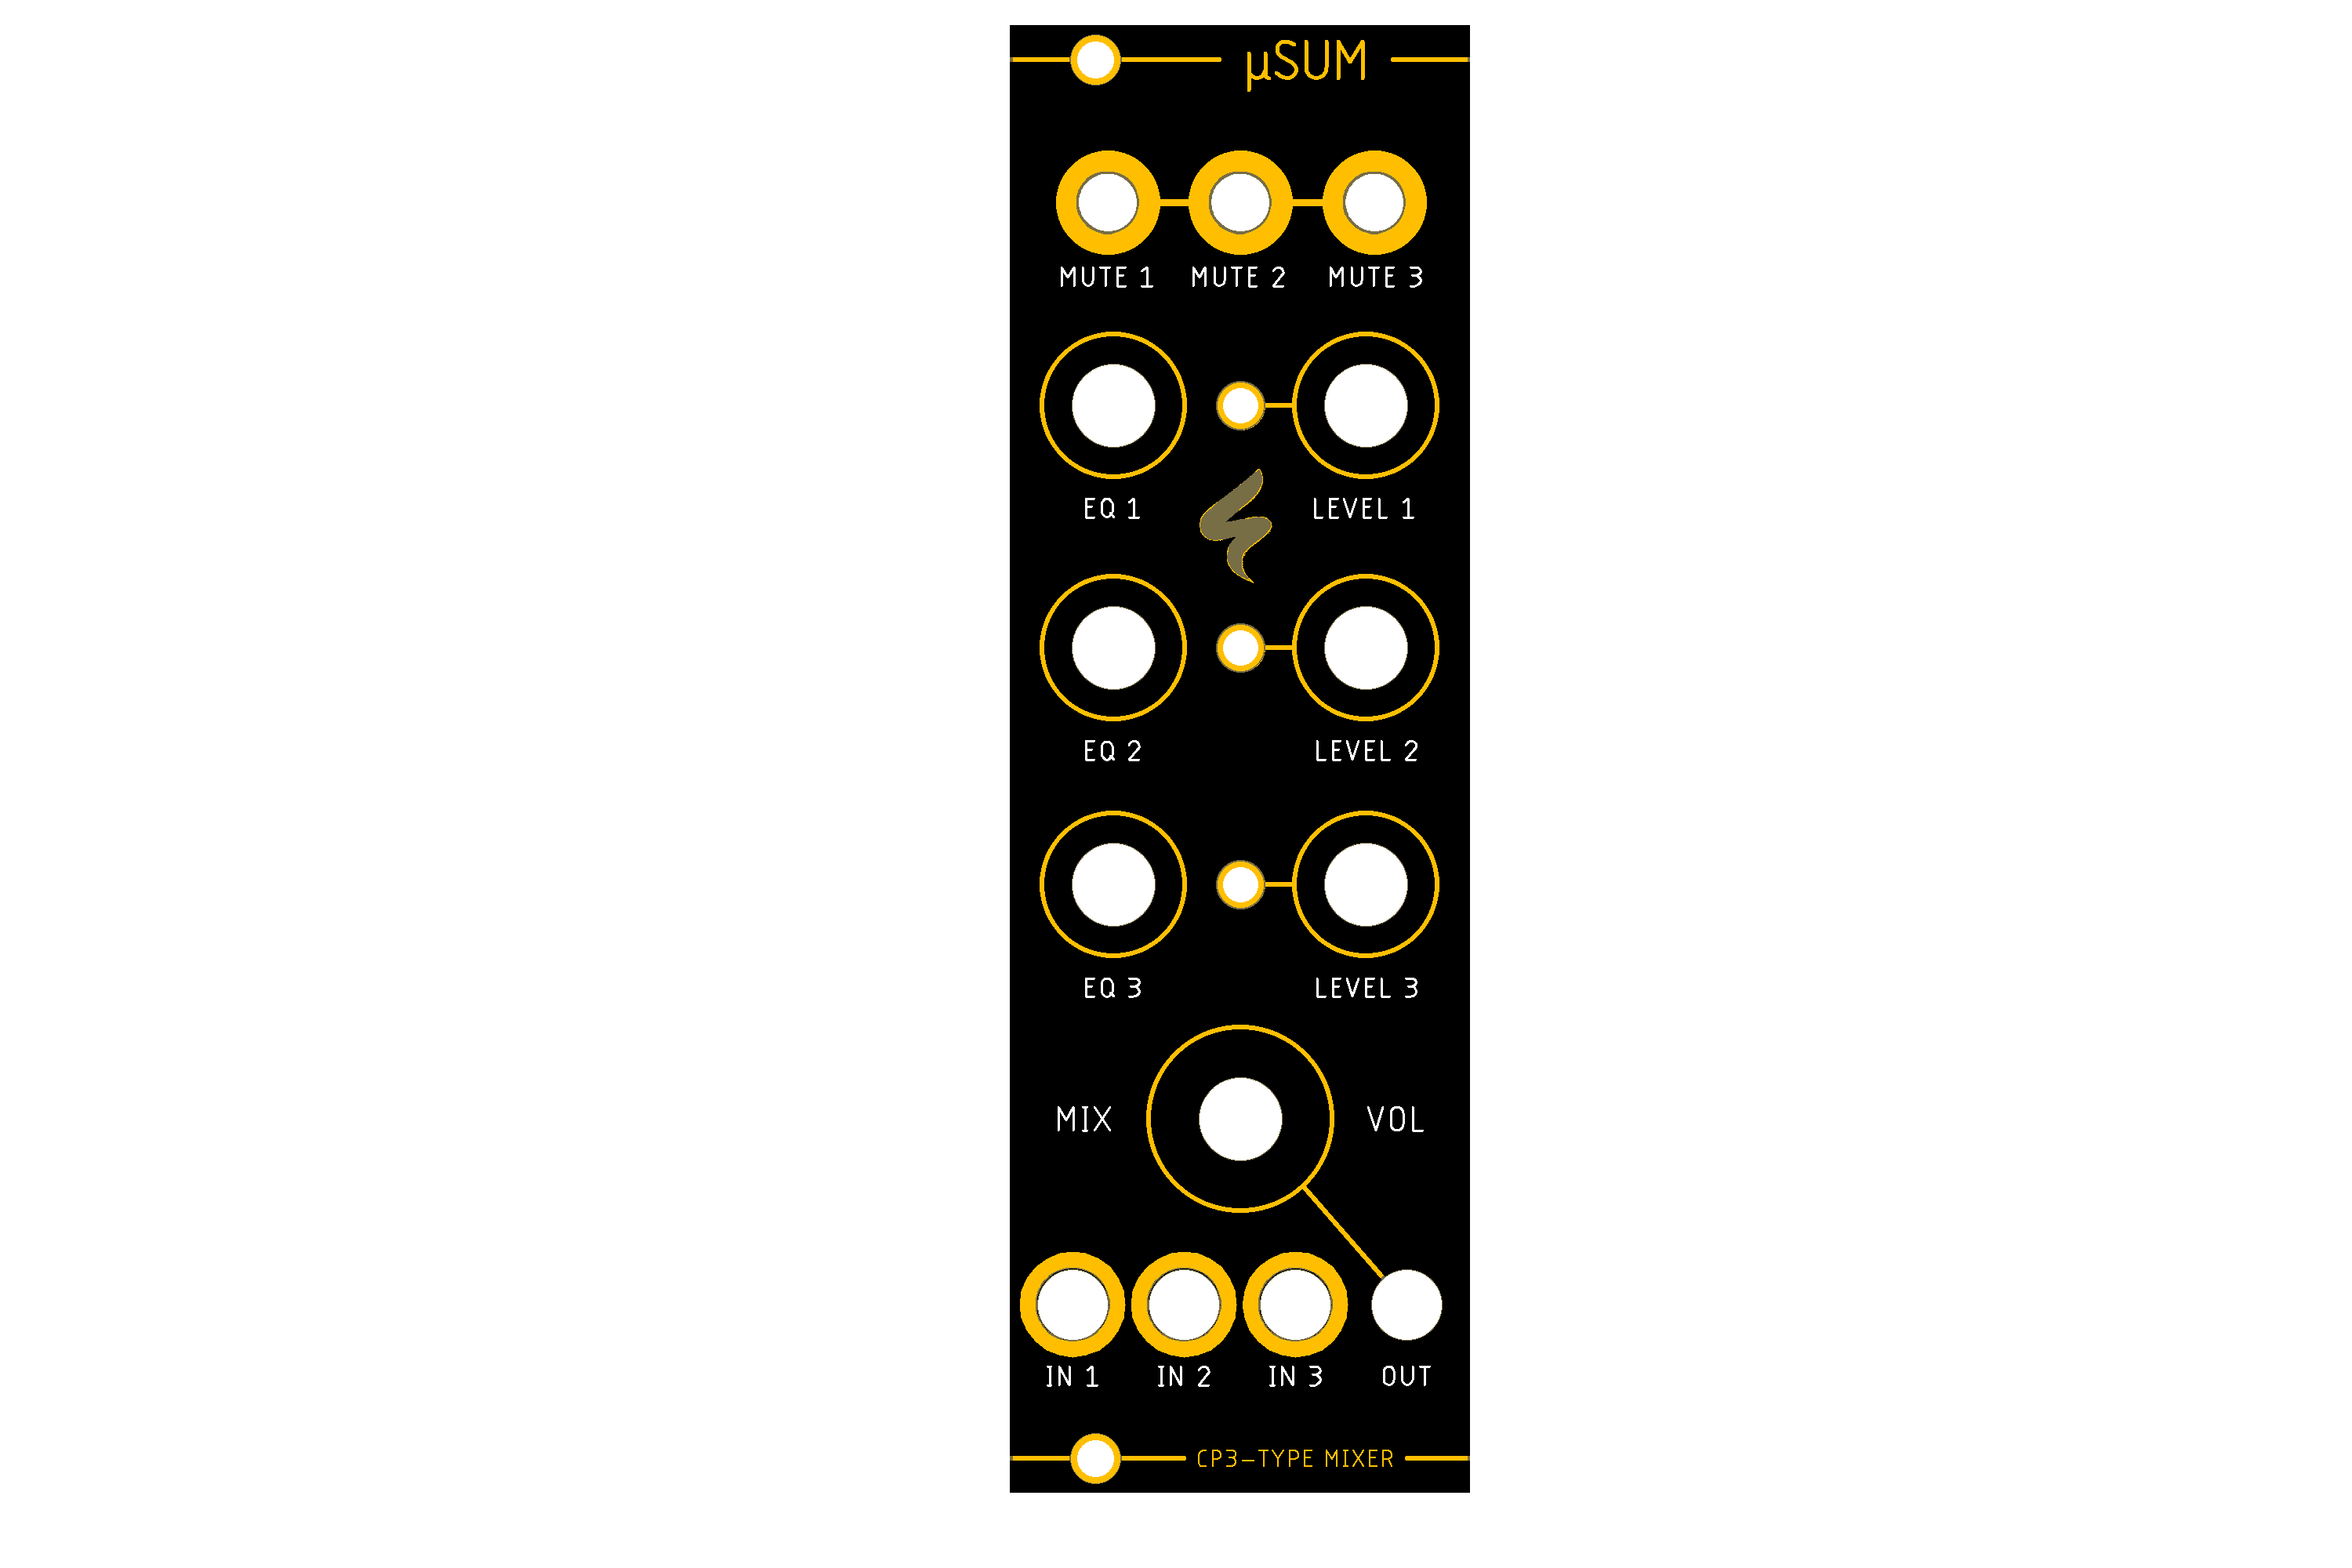 µSUM
MUTE 1 MUTE 2 MUTE 3
EQ 1 LEVEL 1
EQ 2 LEVEL 2
EQ 3 LEVEL 3
MIX VOL
IN 1 IN 2 IN 3 OUT
CP3-TYPE MIXER